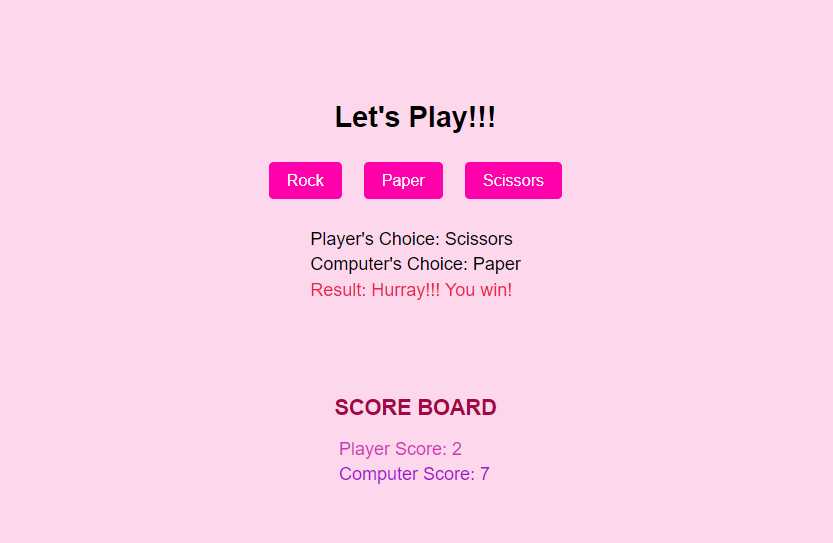 Let's Play!!!
Rock Paper Scissors
Player's Choice: Scissors
Computer's Choice: Paper
Result: Hurray!!! You win!
SCORE BOARD
Player Score: 2
Computer Score: 7